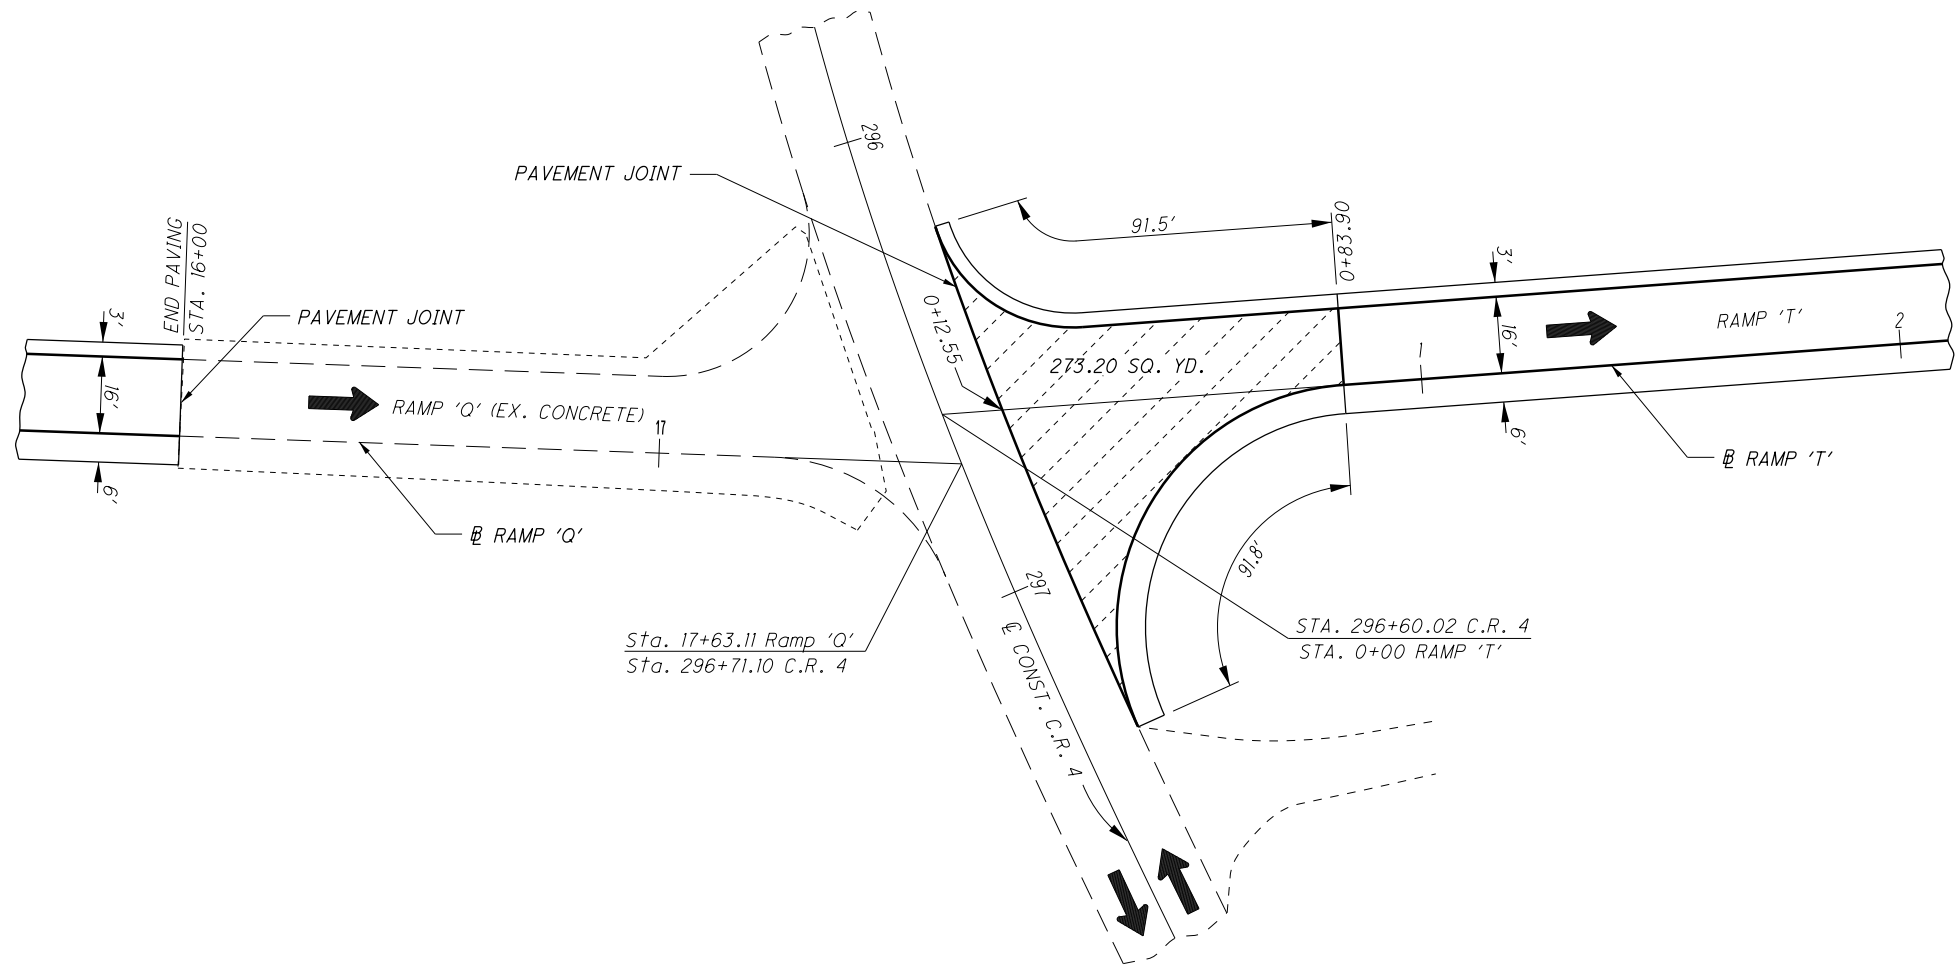 296
PAVEMENT JOINT
91.5'
0+83.90
3'
END PAVING
STA. 16+00
3'
PAVEMENT JOINT
0+12.55
16'
RAMP 'T'
2
1
273.20 SQ. YD.
16'
RAMP 'Q' (EX. CONCRETE)
17
6'
℄ RAMP 'T'
6'
℄ RAMP 'Q'
91.8'
297
Sta. 17+63.11 Ramp 'Q'
Sta. 296+71.10 C.R. 4
STA. 296+60.02 C.R. 4
STA. 0+00 RAMP 'T'
℄ CONST. C.R. 4